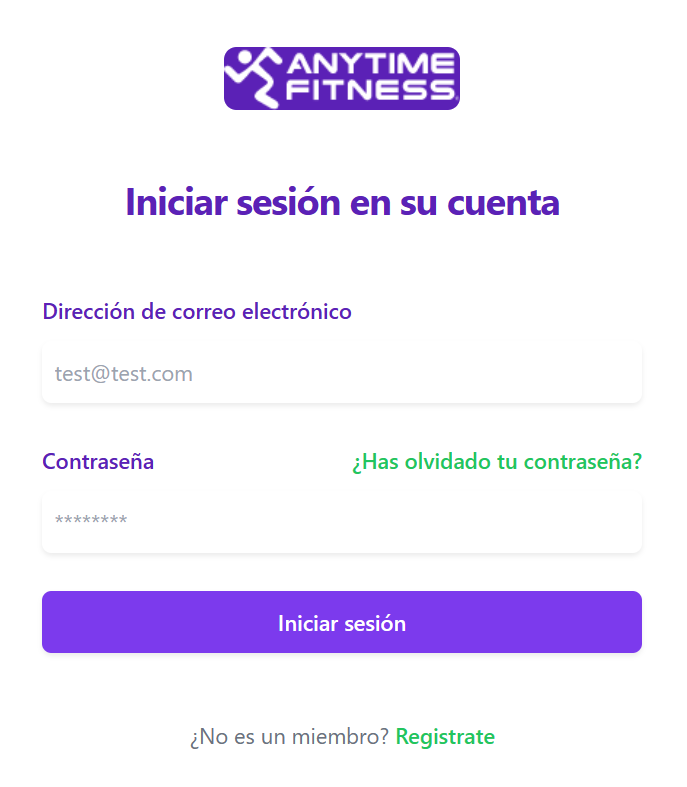 ANYTIME
FITNESS
Iniciar sesión en su cuenta
Dirección de correo electrónico
test@test.com
Contraseña
¿Has olvidado tu contraseña?
********
Iniciar sesión
¿No es un miembro? Registrate